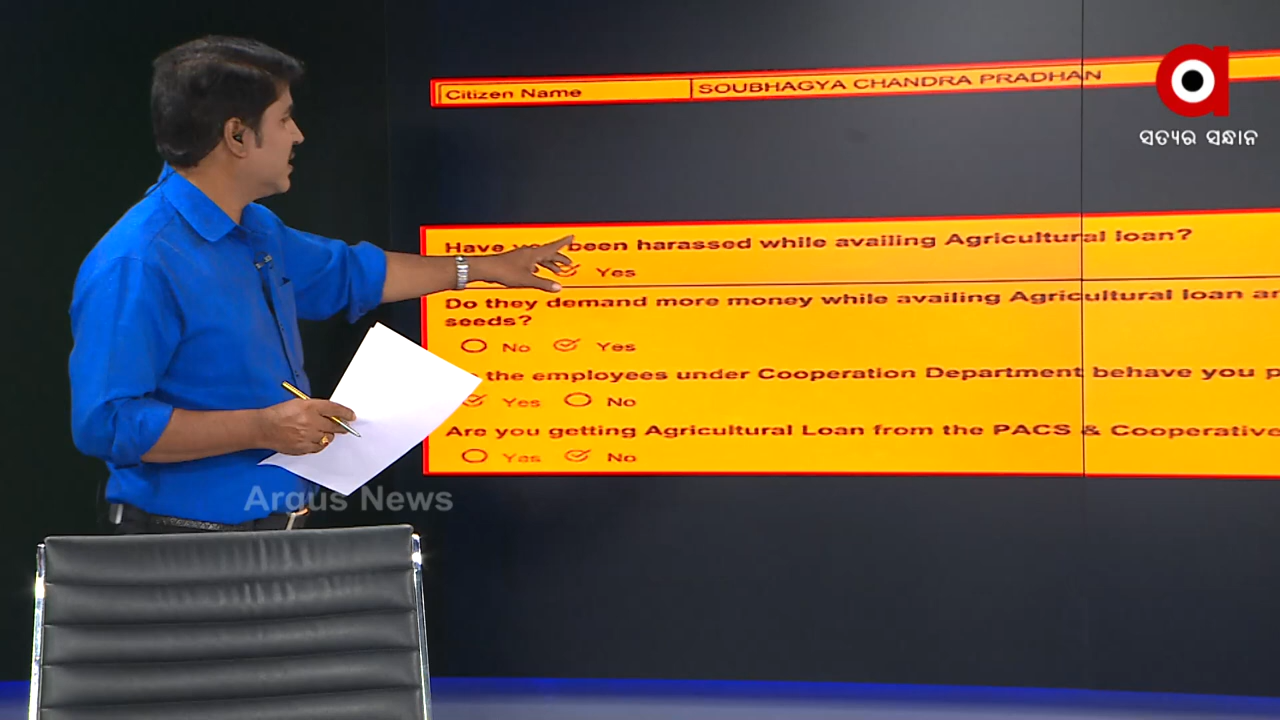 Citizen Name SOUBHAGYA CHANDRA PRADHAN
ସତ୍ୟର ସନ୍ଧାନ
Have been harassed while availing Agricultural loan?
Yes
Do they demand more money while availing Agricultural loan
seeds?
No Yes
the employees under Cooperation Department behave you
Yes No
Are you getting Agricultural Loan from the PACS & Cooperative
Yes No
Argus News